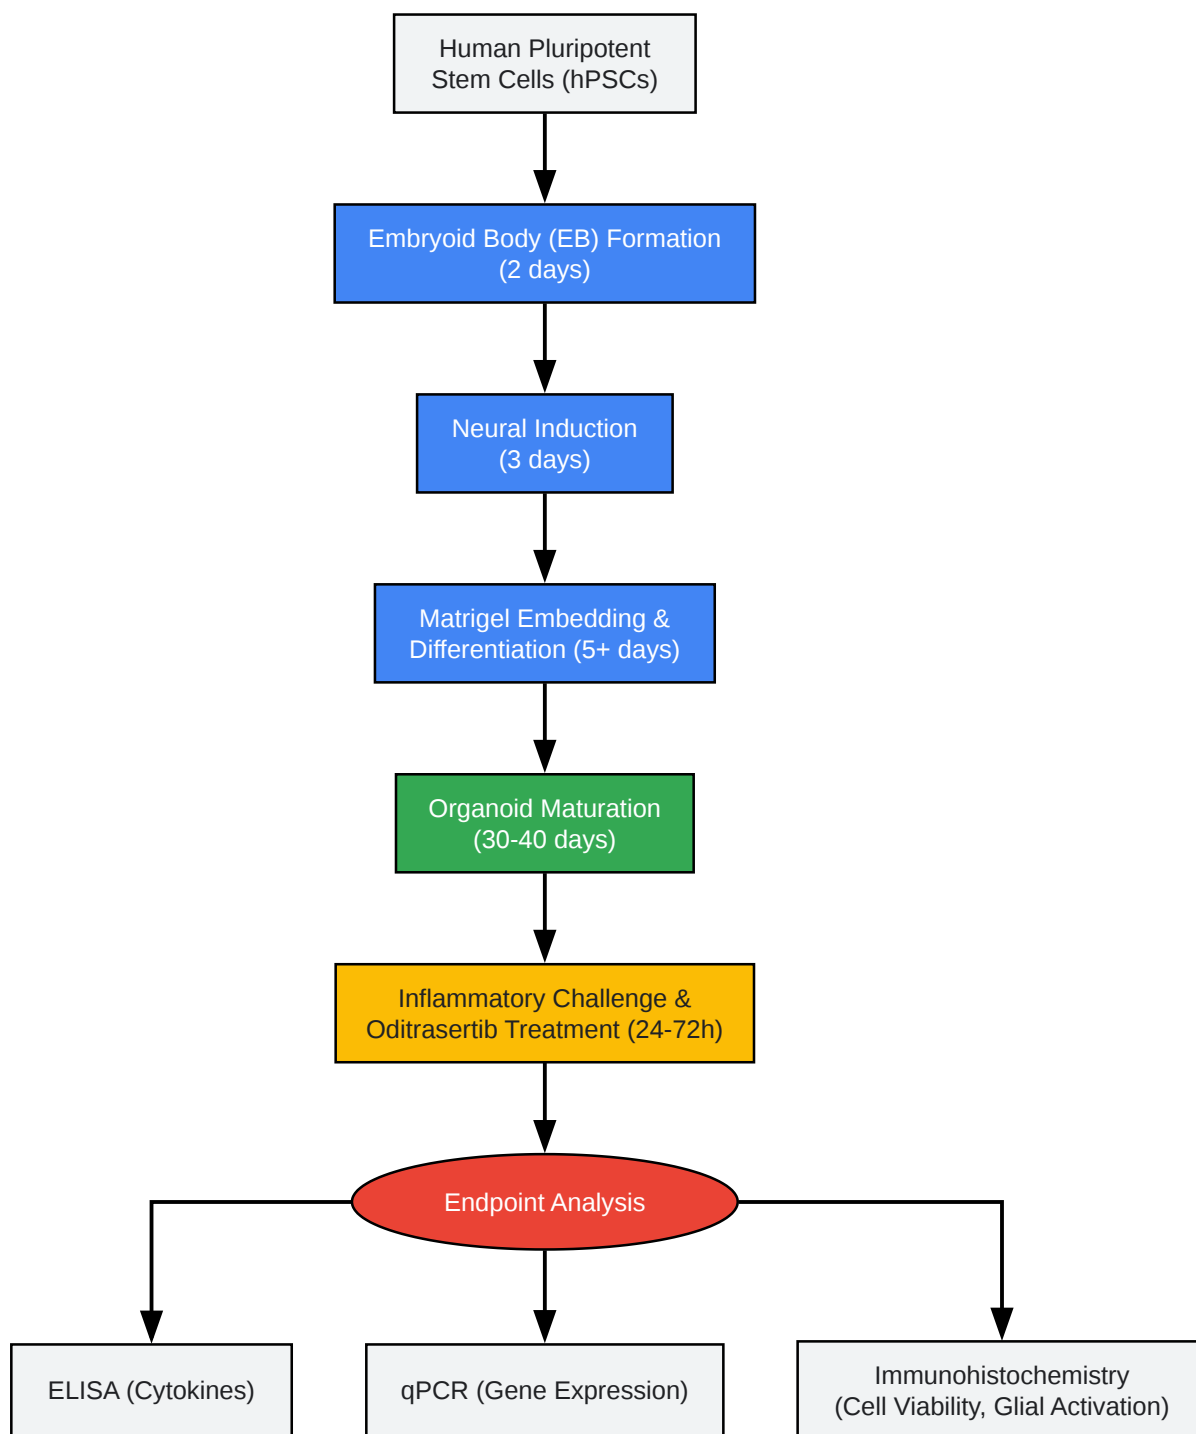 Human Pluripotent
Stem Cells (hPSCs)
Embryoid Body (EB) Formation
(2 days)
Neural Induction
(3 days)
Matrigel Embedding &
Differentiation (5+ days)
Organoid Maturation
(30-40 days)
Inflammatory Challenge &
Oditrasertib Treatment (24-72h)
Endpoint Analysis
ELISA (Cytokines)
qPCR (Gene Expression)
Immunohistochemistry
(Cell Viability, Glial Activation)